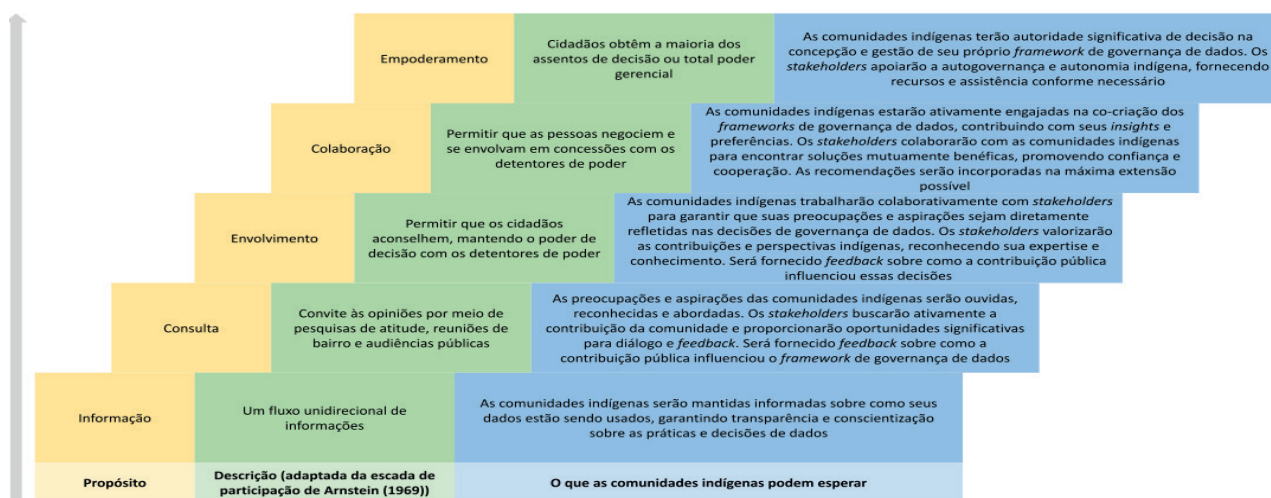 Empoderamento
Cidadãos obtêm a maioria dos
assentos de decisão ou total poder
gerencial
As comunidades indígenas terão autoridade significativa de decisão na
concepção e gestão de seu próprio framework de governança de dados. Os
stakeholders apoiarão a autogovernança e autonomia indígena, fornecendo
recursos e assistência conforme necessário
Colaboração
Permitir que as pessoas negociem e
se envolvam em concessões com os
detentores de poder
As comunidades indígenas estarão ativamente engajadas na co-criação dos
frameworks de governança de dados, contribuindo com seus insights e
preferências. Os stakeholders colaborarão com as comunidades indígenas
para encontrar soluções mutuamente benéficas, promovendo confiança e
cooperação. As recomendações serão incorporadas na máxima extensão
possível
Envolvimento
Permitir que os cidadãos
aconselhem, mantendo o poder de
decisão com os detentores de poder
As comunidades indígenas trabalharão colaborativamente com stakeholders
para garantir que suas preocupações e aspirações sejam diretamente
refletidas nas decisões de governança de dados. Os stakeholders valorizarão
as contribuições e perspectivas indígenas, reconhecendo sua expertise e
conhecimento. Será fornecido feedback sobre como a contribuição pública
influenciou essas decisões
Consulta
Convite às opiniões por meio de
pesquisas de atitude, reuniões de
bairro e audiências públicas
As preocupações e aspirações das comunidades indígenas serão ouvidas,
reconhecidas e abordadas. Os stakeholders buscarão ativamente a
contribuição da comunidade e proporcionarão oportunidades significativas
para diálogo e feedback. Será fornecido feedback sobre como a
contribuição pública influenciou o framework de governança de dados
Informação
Um fluxo unidirecional de
informações
As comunidades indígenas serão mantidas informadas sobre como seus
dados estão sendo usados, garantindo transparência e conscientização
sobre as práticas e decisões de dados
Propósito
Descrição (adaptada da escada de
participação de Arnstein (1969))
O que as comunidades indígenas podem esperar